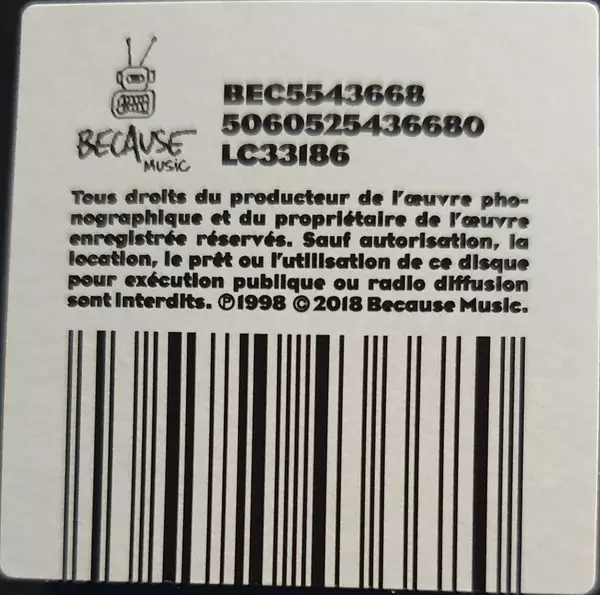 BECAUSE
MUSIC
BEC5543668
5060525436680
LC33186
Tous droits du producteur de l'œuvre pho-
nographique et du propriétaire de l'œuvre
enregistrée réservés. Sauf autorisation, la
location, le prêt ou l'utilisation de ce disque
pour exécution publique ou radio diffusion
sont interdits. ℗1998 ©2018 Because Music.